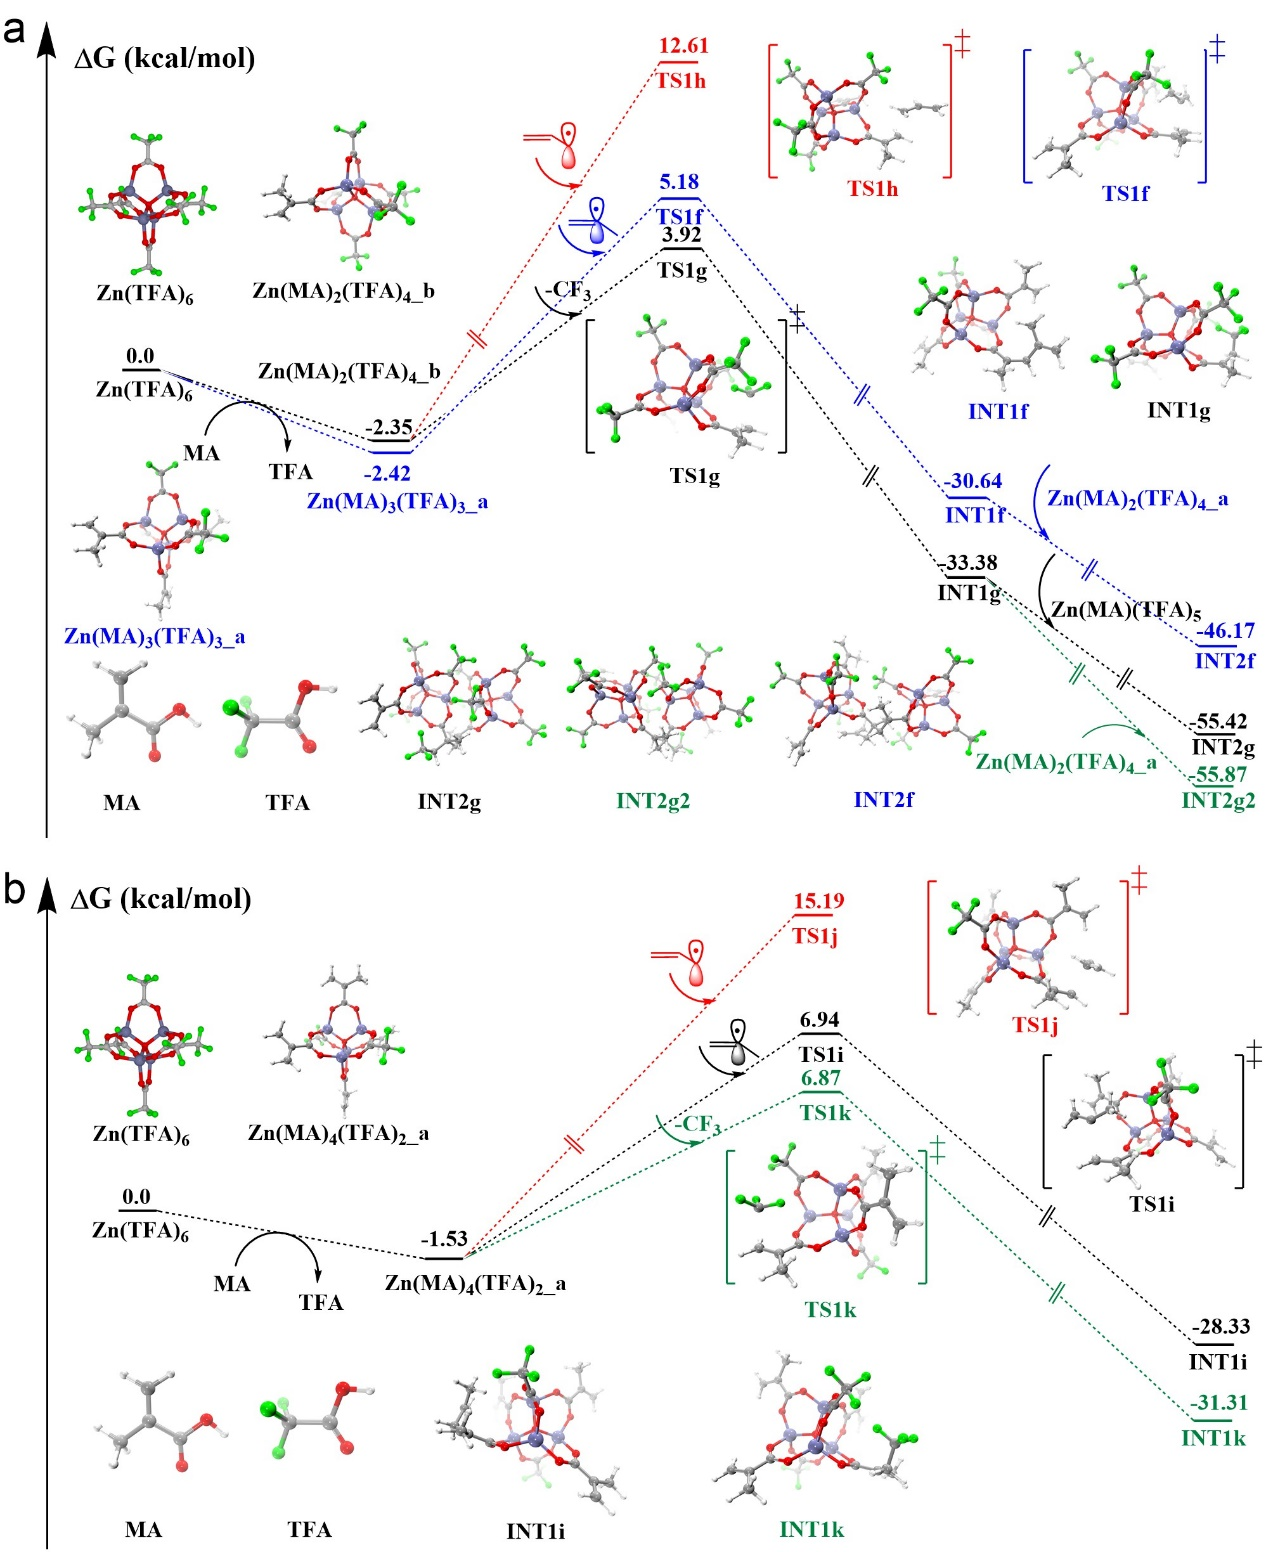 a
ΔG (kcal/mol)
12.61
TS1h
‡
‡
TS1h
TS1f
5.18
TS1f
3.92
TS1g
-CF₃
‡
Zn(TFA)₆
Zn(MA)₂(TFA)₄_b
0.0
Zn(TFA)₆
Zn(MA)₂(TFA)₄_b
-2.35
-2.42
Zn(MA)₃(TFA)₃_a
MA
TFA
TS1g
INT1f
INT1g
-30.64
INT1f
Zn(MA)₂(TFA)₄_a
-33.38
INT1g
Zn(MA)(TFA)₅
-46.17
INT2f
Zn(MA)₃(TFA)₃_a
-55.42
INT2g
Zn(MA)₂(TFA)₄_a
-55.87
INT2g2
MA
TFA
INT2g
INT2g2
INT2f
b
ΔG (kcal/mol)
15.19
TS1j
‡
TS1j
6.94
TS1i
6.87
TS1k
-CF₃
‡
‡
TS1i
Zn(TFA)₆
Zn(MA)₄(TFA)₂_a
0.0
Zn(TFA)₆
-1.53
Zn(MA)₄(TFA)₂_a
MA
TFA
TS1k
-28.33
INT1i
-31.31
INT1k
MA
TFA
INT1i
INT1k